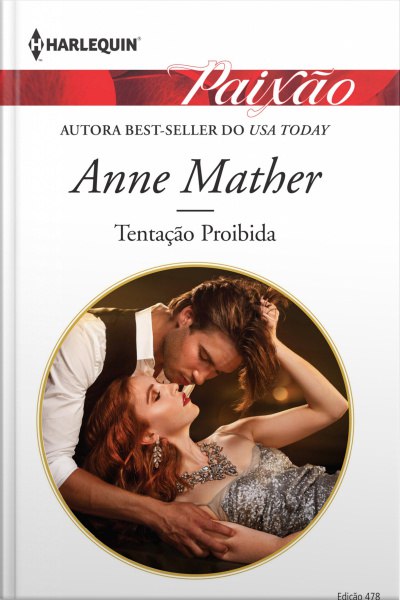 HARLEQUIN®
Paixão
AUTORA BEST-SELLER DO USA TODAY
Anne Mather
Tentação Proibida
Edição 478